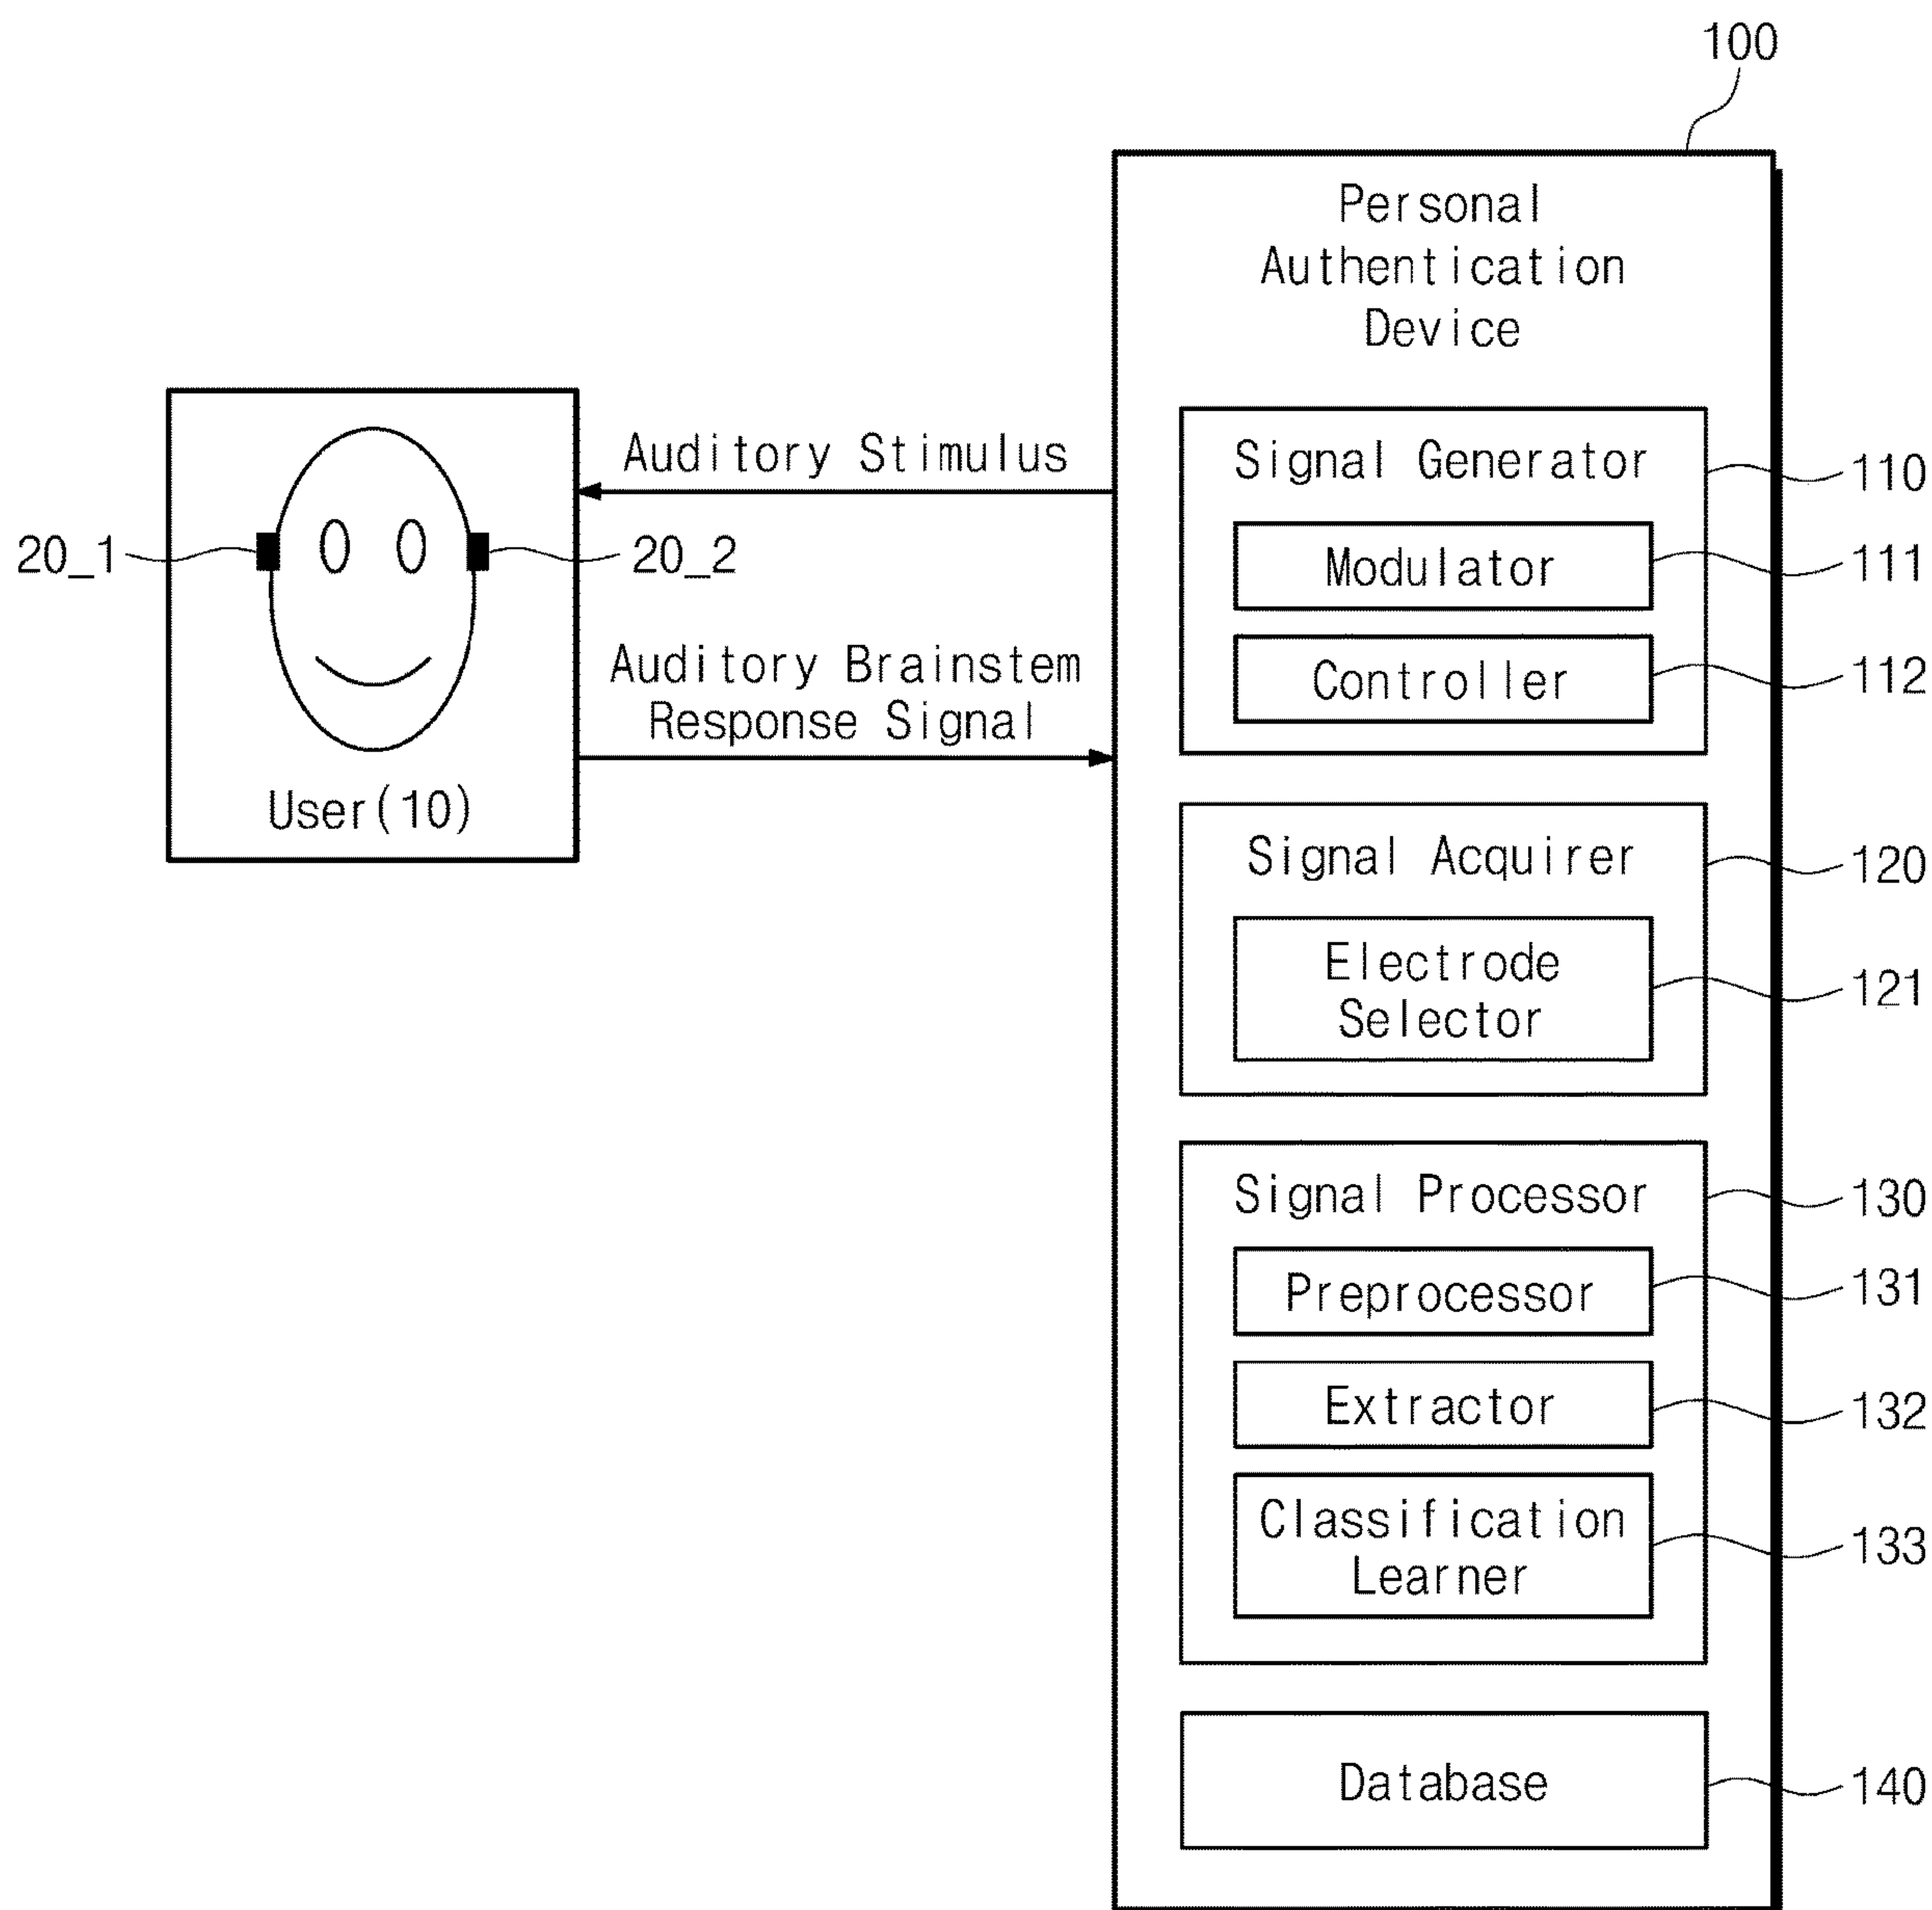 100
Personal
Authentication
Device
Signal Generator
110
Modulator
111
Controller
112
Auditory Stimulus
20_1
20_2
Auditory Brainstem
Response Signal
User(10)
Signal Acquirer
120
Electrode
Selector
121
Signal Processor
130
Preprocessor
131
Extractor
132
Classification
Learner
133
Database
140